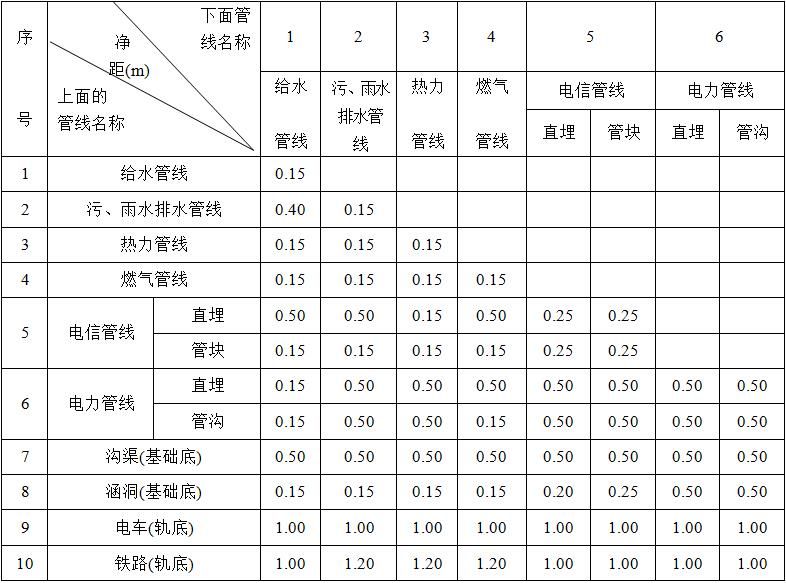 序号 净距(m) 下面管线名称 上面的管线名称 1 2 3 4 5 6
给水管线 污、雨水排水管线 热力管线 燃气管线 电信管线 电力管线
直埋 管块 直埋 管沟
1 给水管线 0.15
2 污、雨水排水管线 0.40 0.15
3 热力管线 0.15 0.15 0.15
4 燃气管线 0.15 0.15 0.15 0.15
5 电信管线 直埋 0.50 0.50 0.15 0.50 0.25 0.25
管块 0.15 0.15 0.15 0.15 0.25 0.25
6 电力管线 直埋 0.15 0.50 0.50 0.50 0.50 0.50 0.50 0.50
管沟 0.15 0.50 0.50 0.15 0.50 0.50 0.50 0.50
7 沟渠(基础底) 0.50 0.50 0.50 0.50 0.50 0.50 0.50 0.50
8 涵洞(基础底) 0.15 0.15 0.15 0.15 0.20 0.25 0.50 0.50
9 电车(轨底) 1.00 1.00 1.00 1.00 1.00 1.00 1.00 1.00
10 铁路(轨底) 1.00 1.20 1.20 1.20 1.00 1.00 1.00 1.00